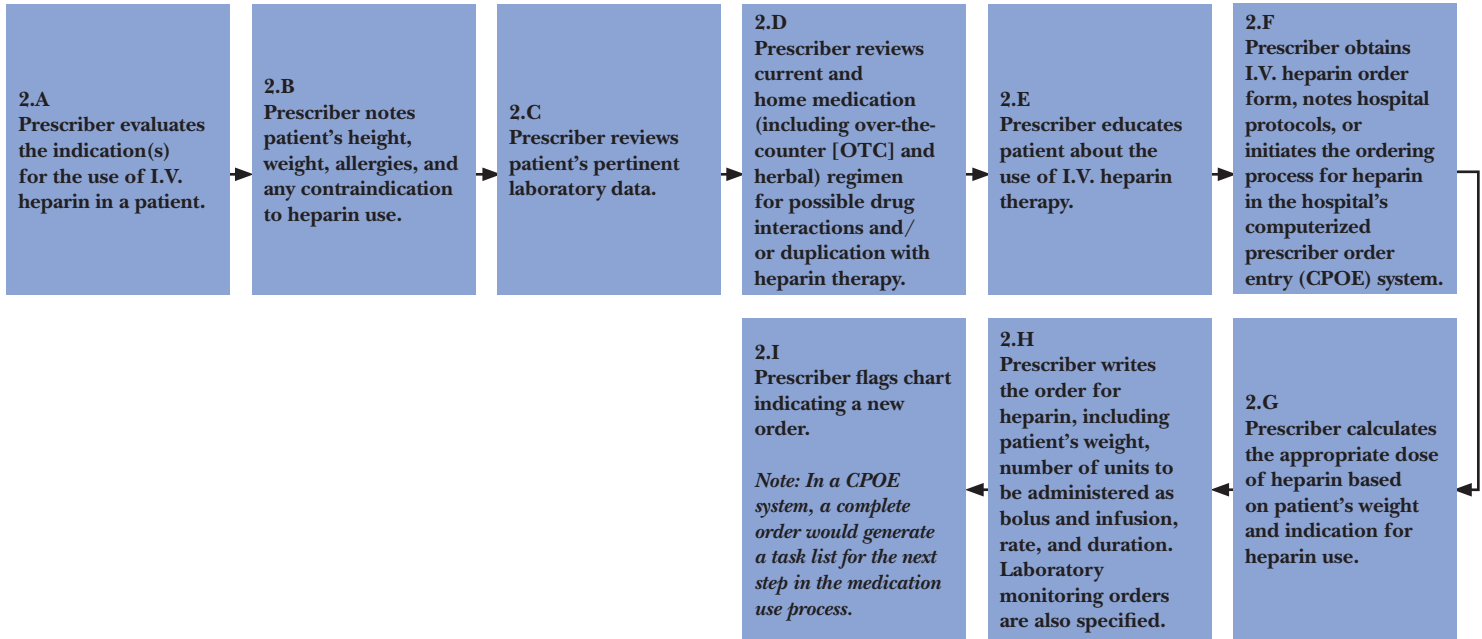 2.A
Prescriber evaluates
the indication(s)
for the use of I.V.
heparin in a patient.
2.B
Prescriber notes
patient’s height,
weight, allergies, and
any contraindication
to heparin use.
2.C
Prescriber reviews
patient’s pertinent
laboratory data.
2.D
Prescriber reviews
current and
home medication
(including over-the-
counter [OTC] and
herbal) regimen
for possible drug
interactions and/
or duplication with
heparin therapy.
2.E
Prescriber educates
patient about the
use of I.V. heparin
therapy.
2.F
Prescriber obtains
I.V. heparin order
form, notes hospital
protocols, or
initiates the ordering
process for heparin
in the hospital’s
computerized
prescriber order
entry (CPOE) system.
2.G
Prescriber calculates
the appropriate dose
of heparin based
on patient’s weight
and indication for
heparin use.
2.H
Prescriber writes
the order for
heparin, including
patient’s weight,
number of units to
be administered as
bolus and infusion,
rate, and duration.
Laboratory
monitoring orders
are also specified.
2.I
Prescriber flags chart
indicating a new
order.
Note: In a CPOE
system, a complete
order would generate
a task list for the next
step in the medication
use process.